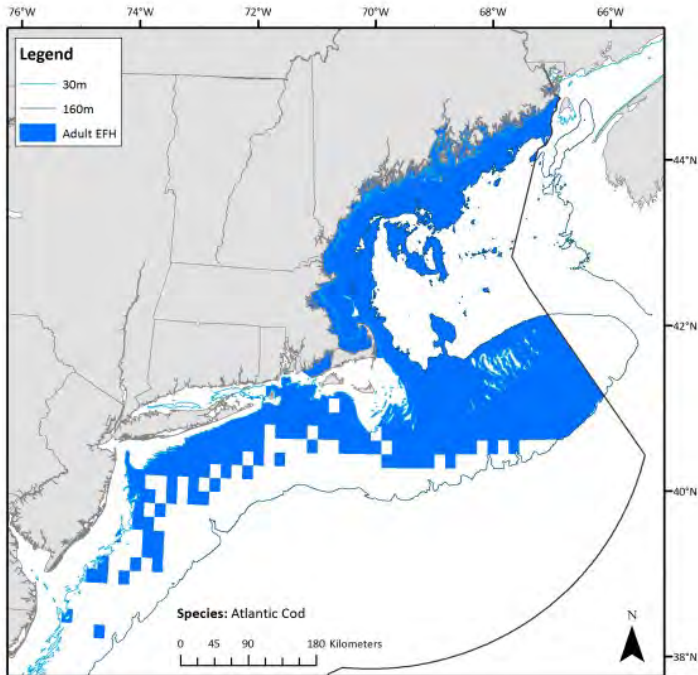 76°W 74°W 72°W 70°W 68°W 66°W
Legend
30m
160m
Adult EFH
44°N
42°N
40°N
38°N
Species: Atlantic Cod
0 45 90 180 Kilometers
N